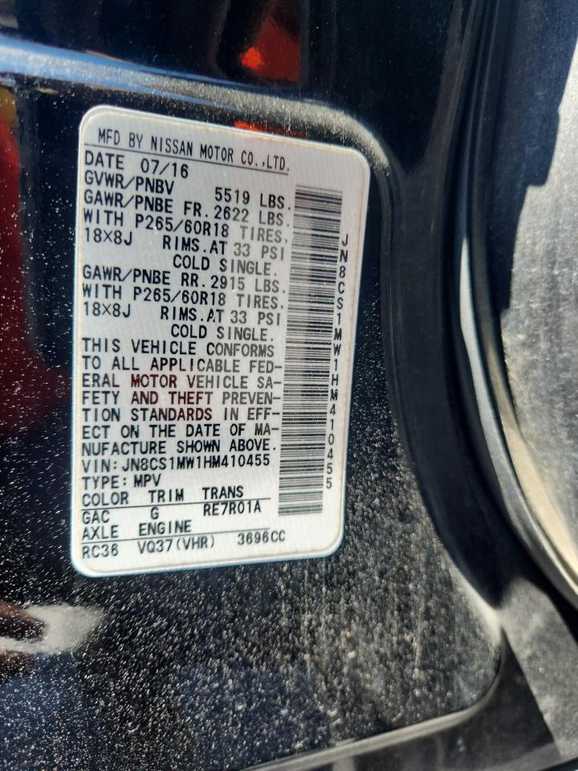 MFD BY NISSAN MOTOR CO.,LTD.
DATE 07/16
GVWR/PNBV 5519 LBS.
GAWR/PNBE FR. 2622 LBS.
WITH P265/60R18 TIRES,
18×8J RIMS.AT 33 PSI
COLD SINGLE.
GAWR/PNBE RR. 2915 LBS.
WITH P265/60R18 TIRES,
18×8J RIMS.AT 33 PSI
COLD SINGLE.
THIS VEHICLE CONFORMS
TO ALL APPLICABLE FED-
ERAL MOTOR VEHICLE SA-
FETY AND THEFT PREVEN-
TION STANDARDS IN EFF-
ECT ON THE DATE OF MA-
NUFACTURE SHOWN ABOVE.
VIN: JN8CS1MW1HM410455
TYPE: MPV
COLOR TRIM TRANS
GAC G RE7R01A
AXLE ENGINE
RC36 VQ37(VHR) 3696CC
JN8CS1MW1HM410455